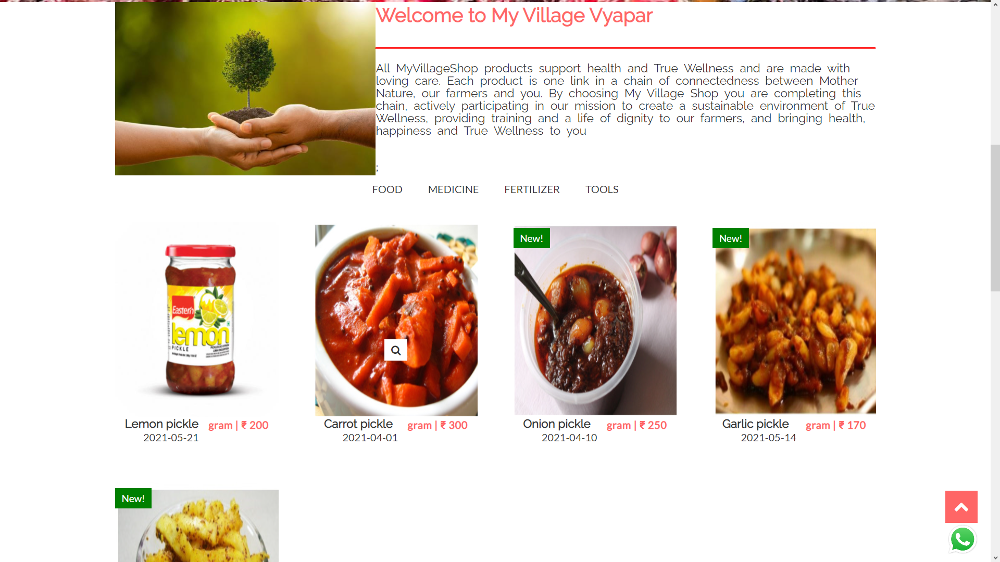 Welcome to My Village Vyapar
All MyVillageShop products support health and True Wellness and are made with
loving care. Each product is one link in a chain of connectedness between Mother
Nature, our farmers and you. By choosing My Village Shop you are completing this
chain, actively participating in our mission to create a sustainable environment of True
Wellness, providing training and a life of dignity to our farmers, and bringing health,
happiness and True Wellness to you
;
FOOD MEDICINE FERTILIZER TOOLS
New!
New!
Eastern
lemon
PICKLE
Lemon pickle gram | ₹ 200
2021-05-21
Carrot pickle gram | ₹ 300
2021-04-01
Onion pickle gram | ₹ 250
2021-04-10
Garlic pickle gram | ₹ 170
2021-05-14
New!